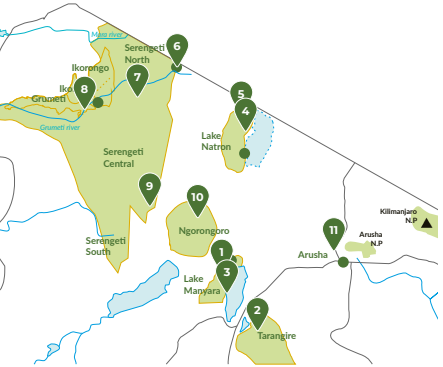 Mara river
Serengeti
North
6
Ikorongo
7
Iko
8
Grumeti
Grumeti river
5
4
Lake
Natron
Serengeti
Central
9
10
Kilimanjaro
N.P
11
Arusha
N.P
Ngorongoro
Serengeti
South
1
Arusha
3
Lake
Manyara
2
Tarangire